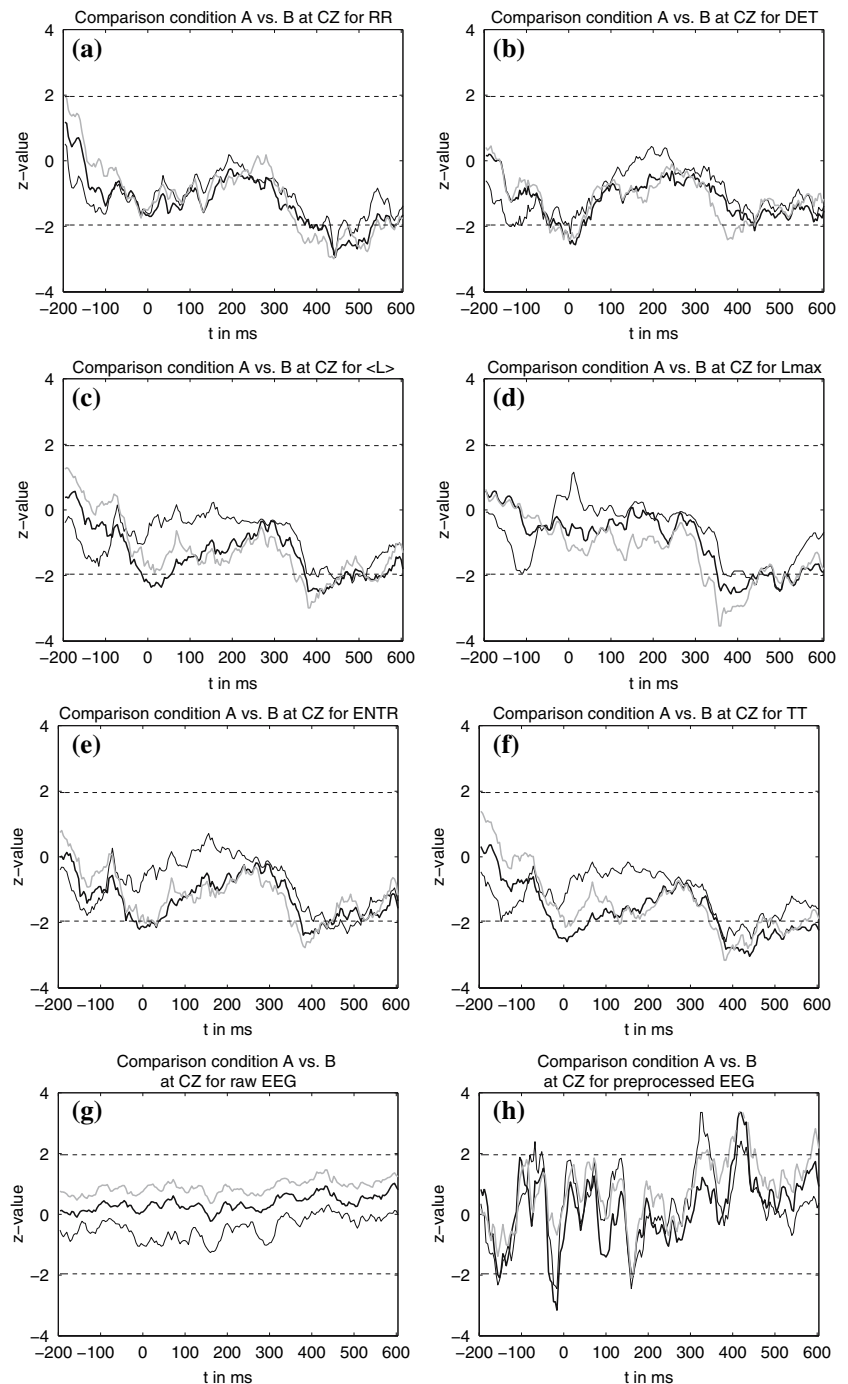 Comparison condition A vs. B at CZ for RR
(a)
4
2
0
−2
−4
z−value
−200 −100 0 100 200 300 400 500 600
t in ms
Comparison condition A vs. B at CZ for DET
(b)
4
2
0
−2
−4
z−value
−200 −100 0 100 200 300 400 500 600
t in ms
Comparison condition A vs. B at CZ for <L>
(c)
4
2
0
−2
−4
z−value
−200 −100 0 100 200 300 400 500 600
t in ms
Comparison condition A vs. B at CZ for Lmax
(d)
4
2
0
−2
−4
z−value
−200 −100 0 100 200 300 400 500 600
t in ms
Comparison condition A vs. B at CZ for ENTR
(e)
4
2
0
−2
−4
z−value
−200 −100 0 100 200 300 400 500 600
t in ms
Comparison condition A vs. B at CZ for TT
(f)
4
2
0
−2
−4
z−value
−200 −100 0 100 200 300 400 500 600
t in ms
Comparison condition A vs. B
at CZ for raw EEG
(g)
4
2
0
−2
−4
z−value
−200 −100 0 100 200 300 400 500 600
t in ms
Comparison condition A vs. B
at CZ for preprocessed EEG
(h)
4
2
0
−2
−4
z−value
−200 −100 0 100 200 300 400 500 600
t in ms